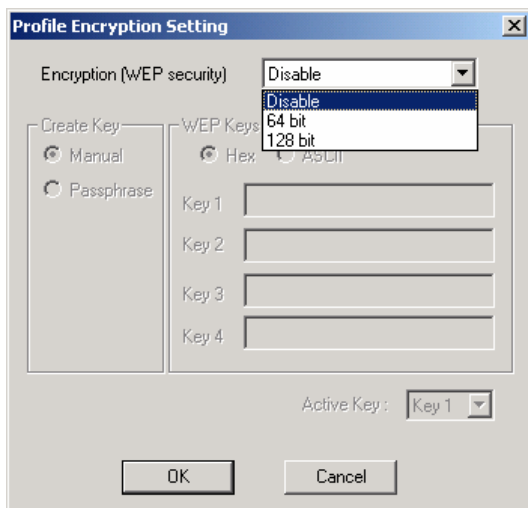 Profile Encryption Setting
Encryption (WEP security)
Disable
Disable
64 bit
128 bit
Create Key
Manual
Passphrase
WEP Keys
Hex
ASCII
Key 1
Key 2
Key 3
Key 4
Active Key :
Key 1
OK
Cancel